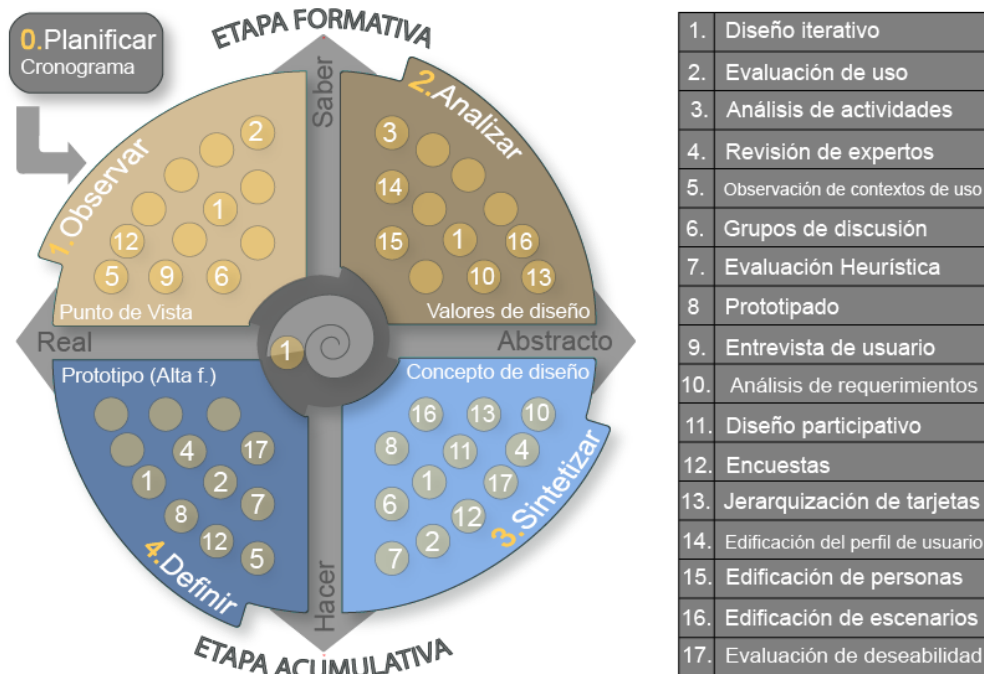 0.Planificar
Cronograma
ETAPA FORMATIVA
Saber
1.Observar
2
1
12
5 9 6
Punto de Vista
2.Analizar
3
14
15 1 16
10 13
Valores de diseño
Real
1
Abstracto
Prototipo (Alta f.)
4 17
1 2
8 7
12 5
4.Definir
Concepto de diseño
16 13 10
8 11 4
1 17
6 12
7 2
3.Sintetizar
Hacer
ETAPA ACUMULATIVA
1. Diseño iterativo
2. Evaluación de uso
3. Análisis de actividades
4. Revisión de expertos
5. Observación de contextos de uso
6. Grupos de discusión
7. Evaluación Heurística
8 Prototipado
9. Entrevista de usuario
10. Análisis de requerimientos
11. Diseño participativo
12. Encuestas
13. Jerarquización de tarjetas
14. Edificación del perfil de usuario
15. Edificación de personas
16. Edificación de escenarios
17. Evaluación de deseabilidad